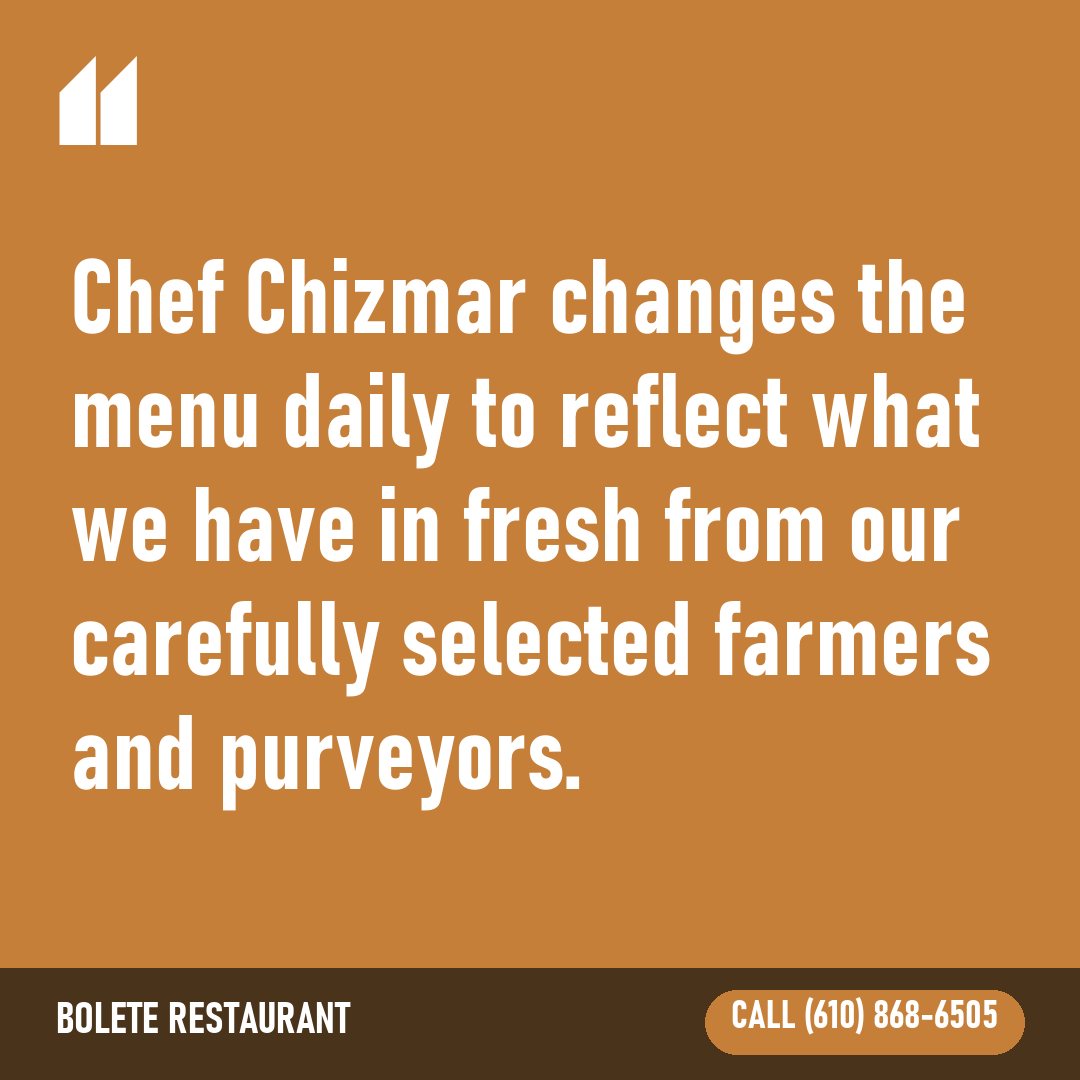 Chef Chizmar changes the
menu daily to reflect what
we have in fresh from our
carefully selected farmers
and purveyors.
BOLETE RESTAURANT
CALL (610) 868-6505